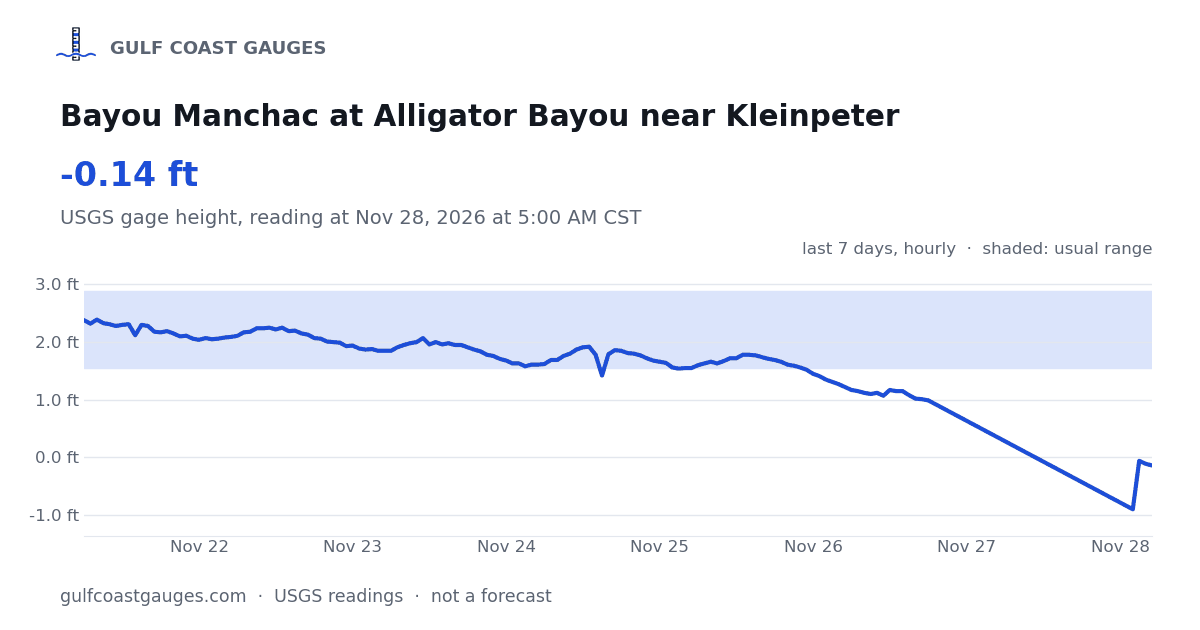 GULF COAST GAUGES
Bayou Manchac at Alligator Bayou near Kleinpeter
-0.14 ft
USGS gage height, reading at Nov 28, 2026 at 5:00 AM CST
last 7 days, hourly · shaded: usual range
3.0 ft
2.0 ft
1.0 ft
0.0 ft
-1.0 ft
Nov 22 Nov 23 Nov 24 Nov 25 Nov 26 Nov 27 Nov 28
gulfcoastgauges.com · USGS readings · not a forecast